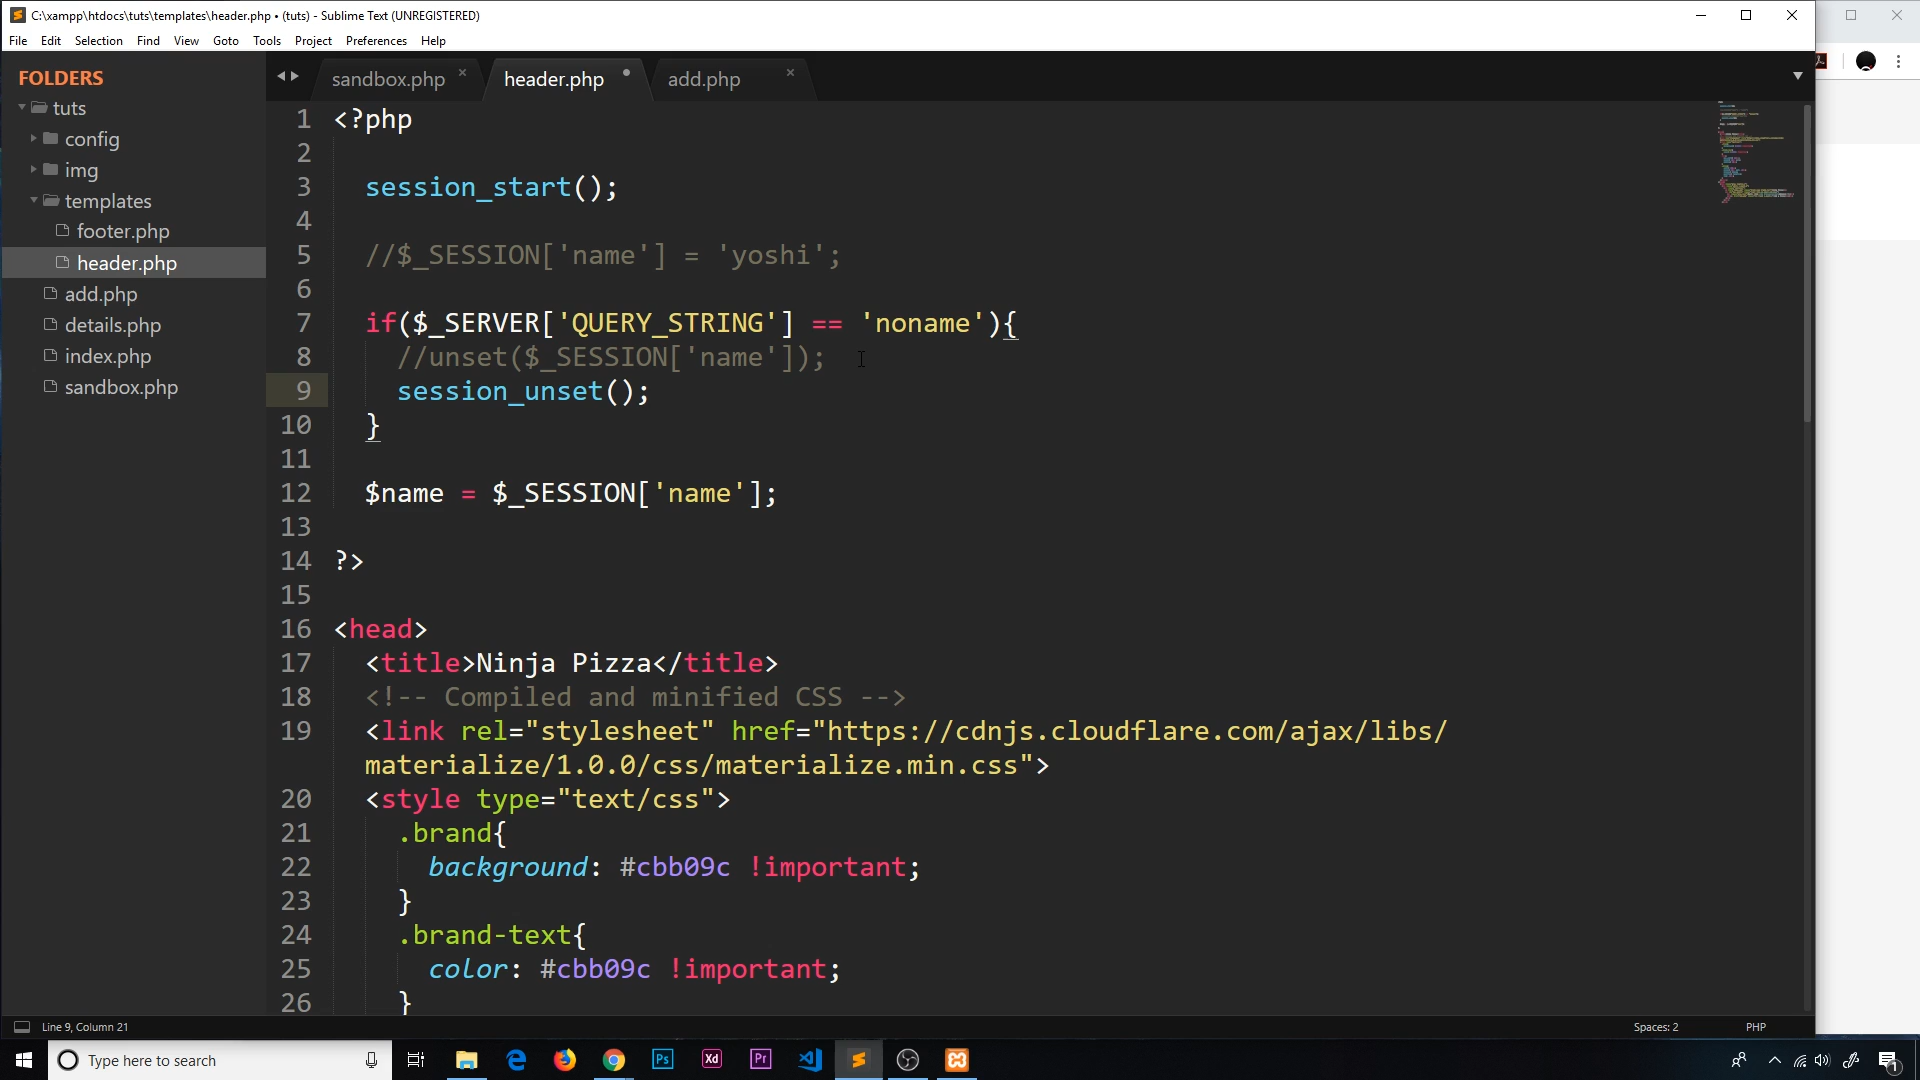 C:\xampp\htdocs\tuts\templates\header.php • (tuts) - Sublime Text (UNREGISTERED)
File Edit Selection Find View Goto Tools Project Preferences Help
FOLDERS
tuts
config
img
templates
footer.php
header.php
add.php
details.php
index.php
sandbox.php
sandbox.php × header.php • add.php ×
1 <?php
2
3 session_start();
4
5 //$_SESSION['name'] = 'yoshi';
6
7 if($_SERVER['QUERY_STRING'] == 'noname'){
8 //unset($_SESSION['name']);
9 session_unset();
10 }
11
12 $name = $_SESSION['name'];
13
14 ?>
15
16 <head>
17 <title>Ninja Pizza</title>
18 <!-- Compiled and minified CSS -->
19 <link rel="stylesheet" href="https://cdnjs.cloudflare.com/ajax/libs/
materialize/1.0.0/css/materialize.min.css">
20 <style type="text/css">
21 .brand{
22 background: #cbb09c !important;
23 }
24 .brand-text{
25 color: #cbb09c !important;
26 }
Line 9, Column 21 Spaces: 2 PHP
Type here to search Ps Xd Pr 1